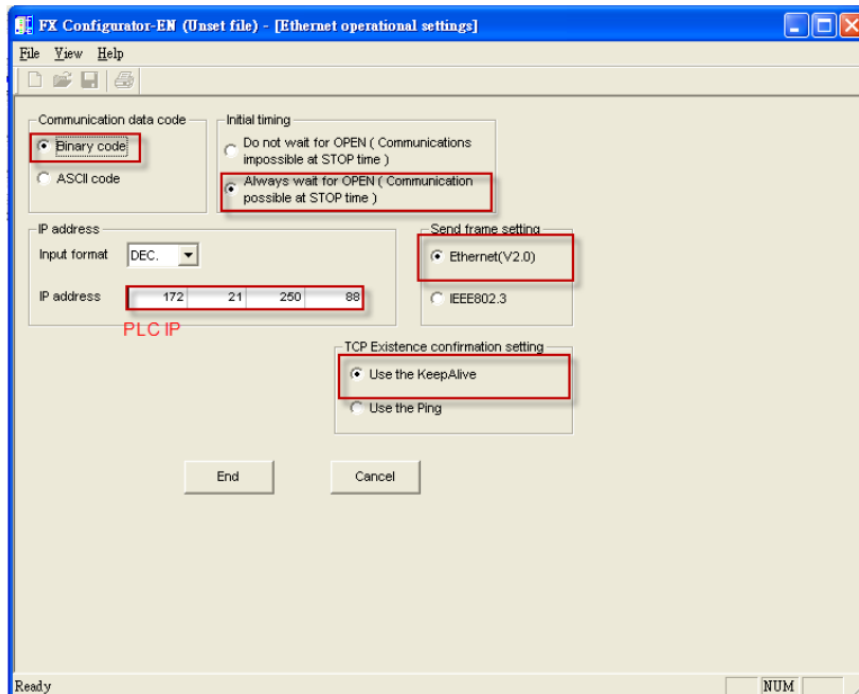 FX Configurator-EN (Unset file) - [Ethernet operational settings]
File View Help
Communication data code
Binary code
ASCII code
Initial timing
Do not wait for OPEN ( Communications
impossible at STOP time )
Always wait for OPEN ( Communication
possible at STOP time )
IP address
Input format DEC.
IP address 172 21 250 88
PLC IP
Send frame setting
Ethernet(V2.0)
IEEE802.3
TCP Existence confirmation setting
Use the KeepAlive
Use the Ping
End Cancel
Ready NUM